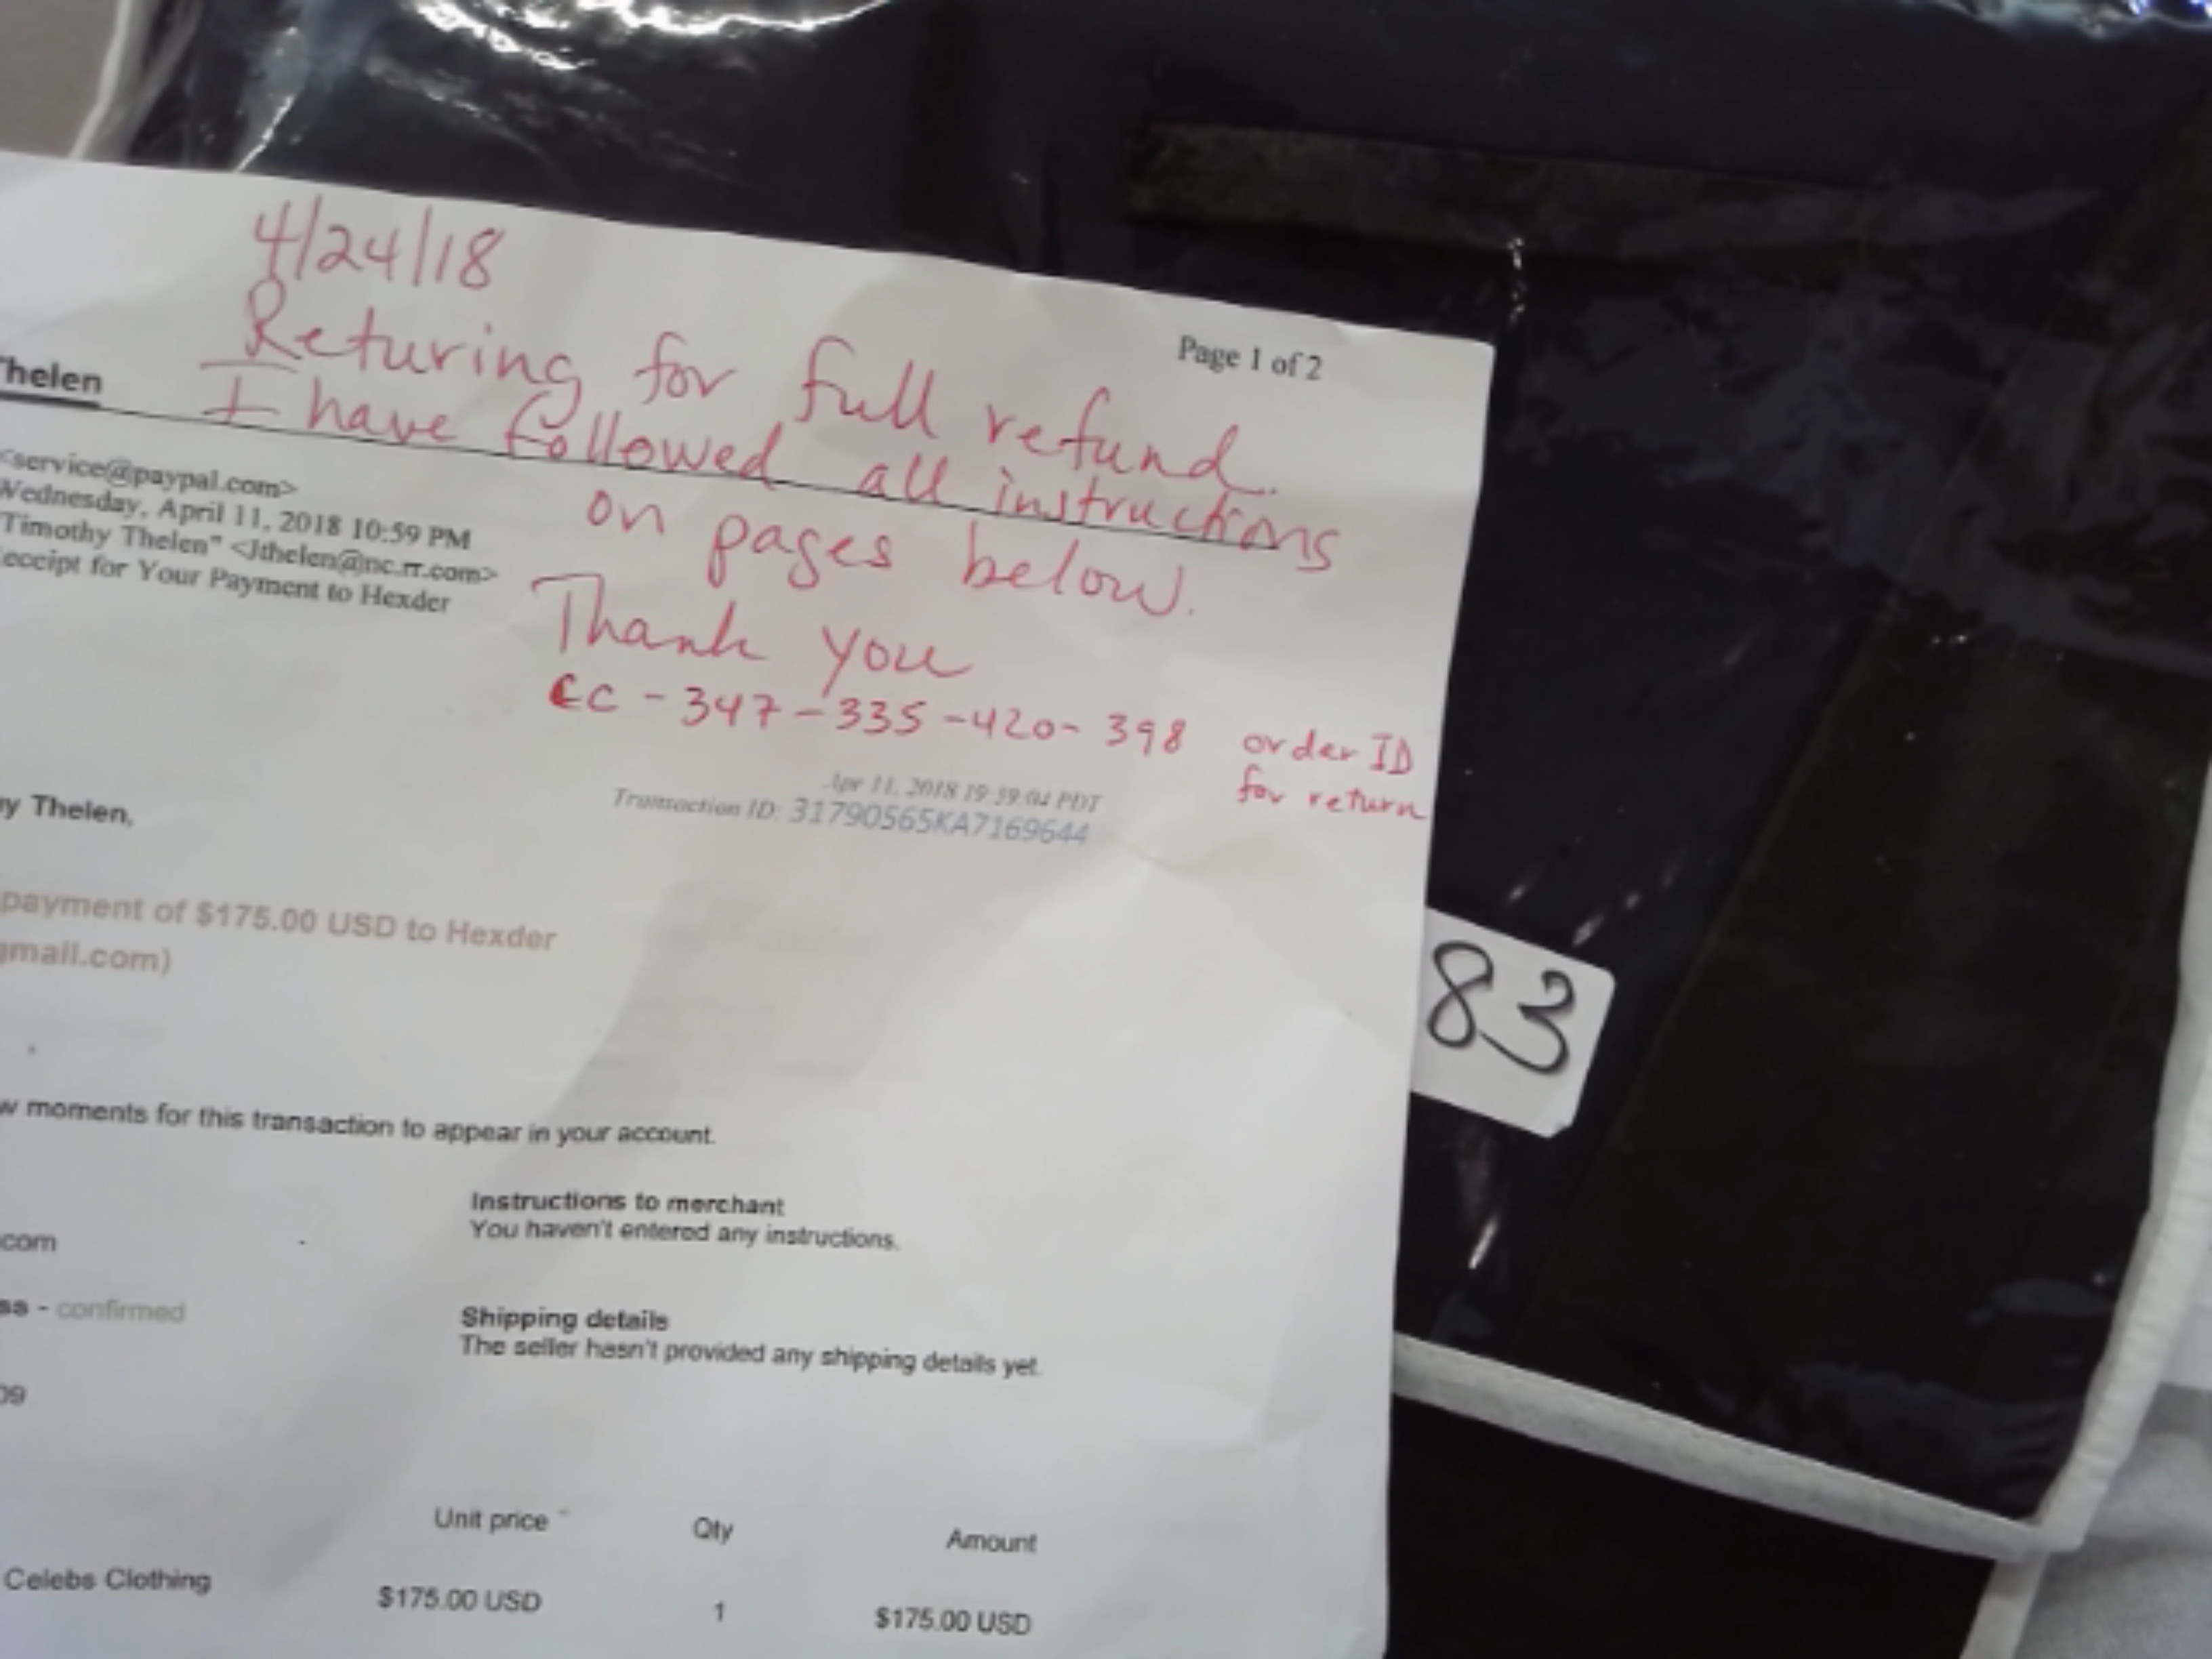 4/24/18
Returing for full refund.
I have followed all instructions
on pages below.
Thank you
CC - 347 - 335 - 420 - 398 order ID
for return
Page 1 of 2
Thelen
<service@paypal.com>
Wednesday, April 11, 2018 10:59 PM
"Timothy Thelen" <Jthelen@nc.rr.com>
eceipt for Your Payment to Hexder
Apr 11, 2018 19:59:04 PDT
Transaction ID: 31790565KA7169644
y Thelen,
payment of $175.00 USD to Hexder
gmail.com)
w moments for this transaction to appear in your account.
Instructions to merchant
You haven't entered any instructions.
com
ss - confirmed
Shipping details
The seller hasn't provided any shipping details yet.
09
Unit price Qty Amount
Celebs Clothing $175.00 USD 1 $175.00 USD
83